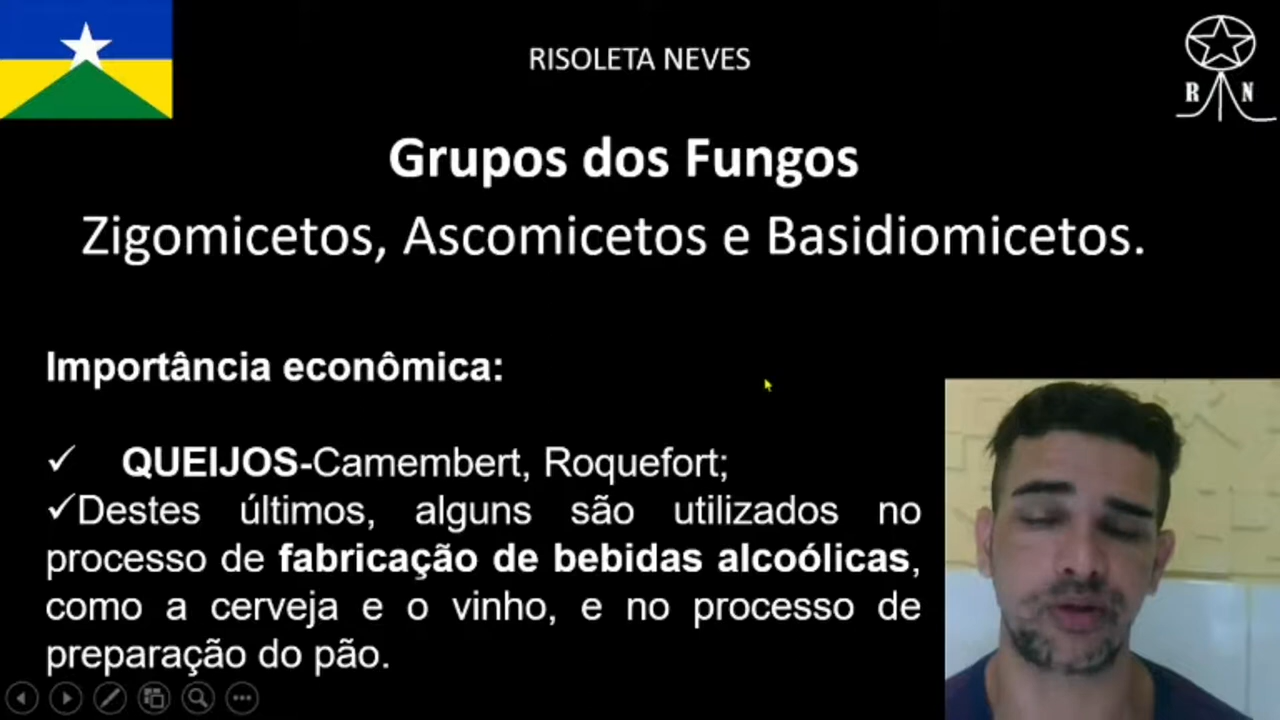 RISOLETA NEVES
R N
Grupos dos Fungos
Zigomicetos, Ascomicetos e Basidiomicetos.
Importância econômica:
✓ QUEIJOS-Camembert, Roquefort;
✓Destes últimos, alguns são utilizados no
processo de fabricação de bebidas alcoólicas,
como a cerveja e o vinho, e no processo de
preparação do pão.